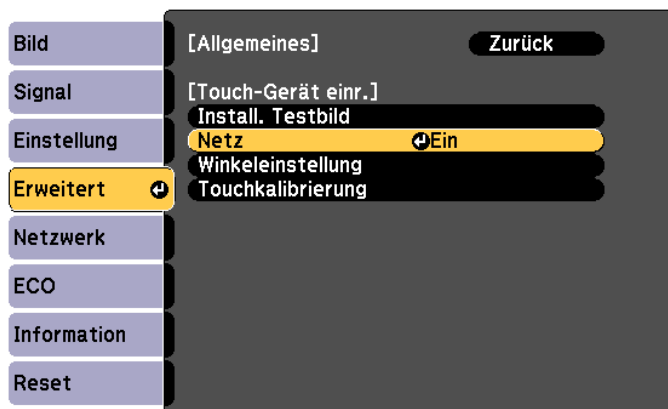 Bild
Signal
Einstellung
Erweitert
Netzwerk
ECO
Information
Reset
[Allgemeines] Zurück
[Touch-Gerät einr.]
Install. Testbild
Netz Ein
Winkeleinstellung
Touchkalibrierung